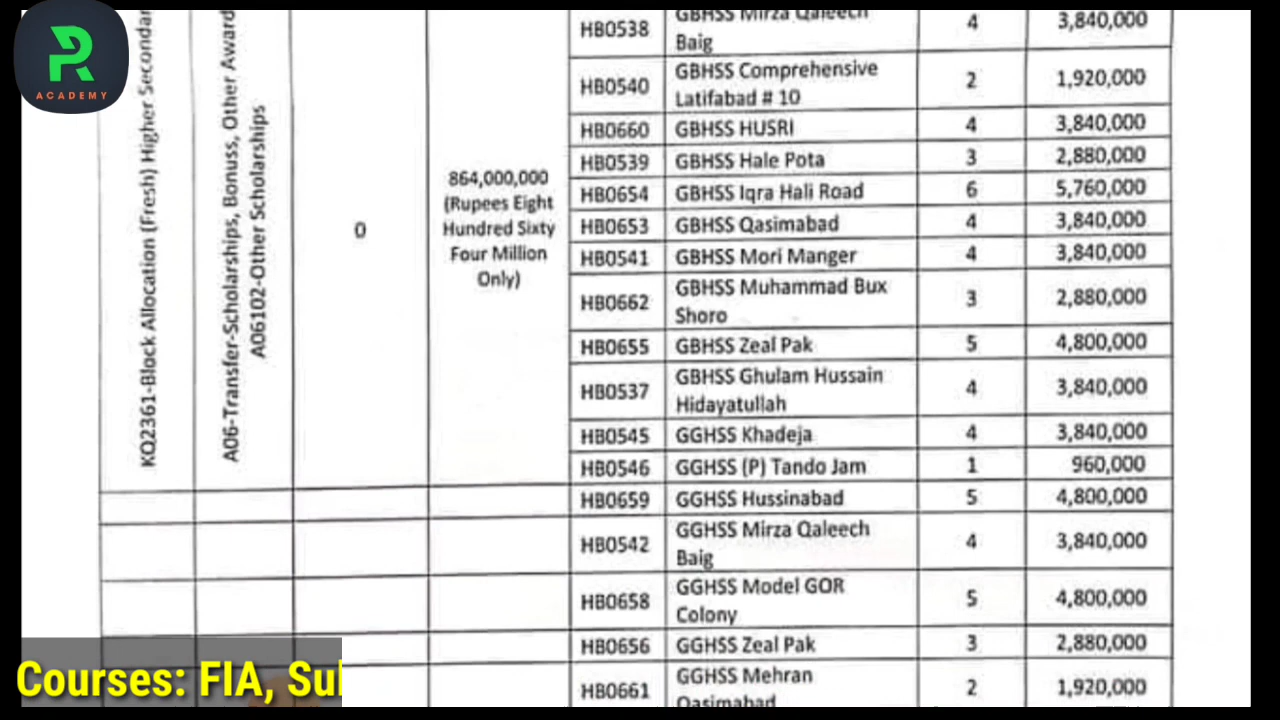 ACADEMY
KQ2361-Block Allocation (Fresh) Higher Secondar
A06-Transfer-Scholarships, Bonuss, Other Award
A06102-Other Scholarships
0
864,000,000
(Rupees Eight
Hundred Sixty
Four Million
Only)
HB0538 GBHSS Mirza Qaleech
Baig 4 3,840,000
HB0540 GBHSS Comprehensive
Latifabad # 10 2 1,920,000
HB0660 GBHSS HUSRI 4 3,840,000
HB0539 GBHSS Hale Pota 3 2,880,000
HB0654 GBHSS Iqra Hali Road 6 5,760,000
HB0653 GBHSS Qasimabad 4 3,840,000
HB0541 GBHSS Mori Manger 4 3,840,000
HB0662 GBHSS Muhammad Bux
Shoro 3 2,880,000
HB0655 GBHSS Zeal Pak 5 4,800,000
HB0537 GBHSS Ghulam Hussain
Hidayatullah 4 3,840,000
HB0545 GGHSS Khadeja 4 3,840,000
HB0546 GGHSS (P) Tando Jam 1 960,000
HB0659 GGHSS Hussinabad 5 4,800,000
HB0542 GGHSS Mirza Qaleech
Baig 4 3,840,000
HB0658 GGHSS Model GOR
Colony 5 4,800,000
HB0656 GGHSS Zeal Pak 3 2,880,000
HB0661 GGHSS Mehran
Qasimabad 2 1,920,000
Courses: FIA, Su